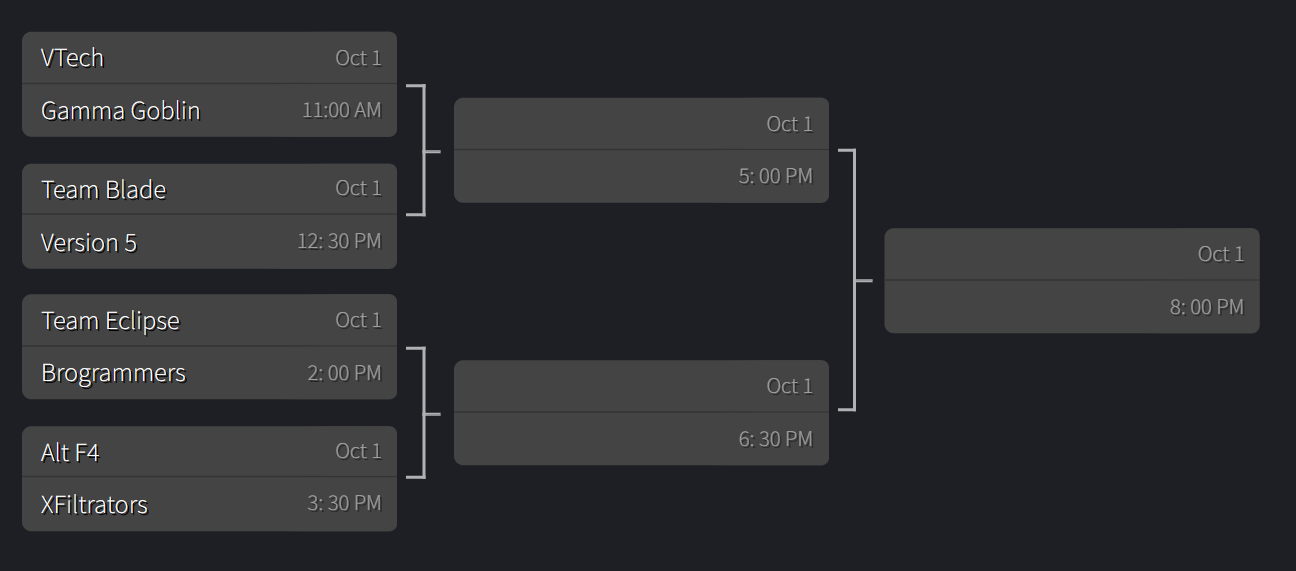 VTech Oct 1
Gamma Goblin 11:00 AM
Team Blade Oct 1
Version 5 12: 30 PM
Team Eclipse Oct 1
Brogrammers 2: 00 PM
Alt F4 Oct 1
XFiltrators 3: 30 PM
Oct 1
5: 00 PM
Oct 1
6: 30 PM
Oct 1
8: 00 PM